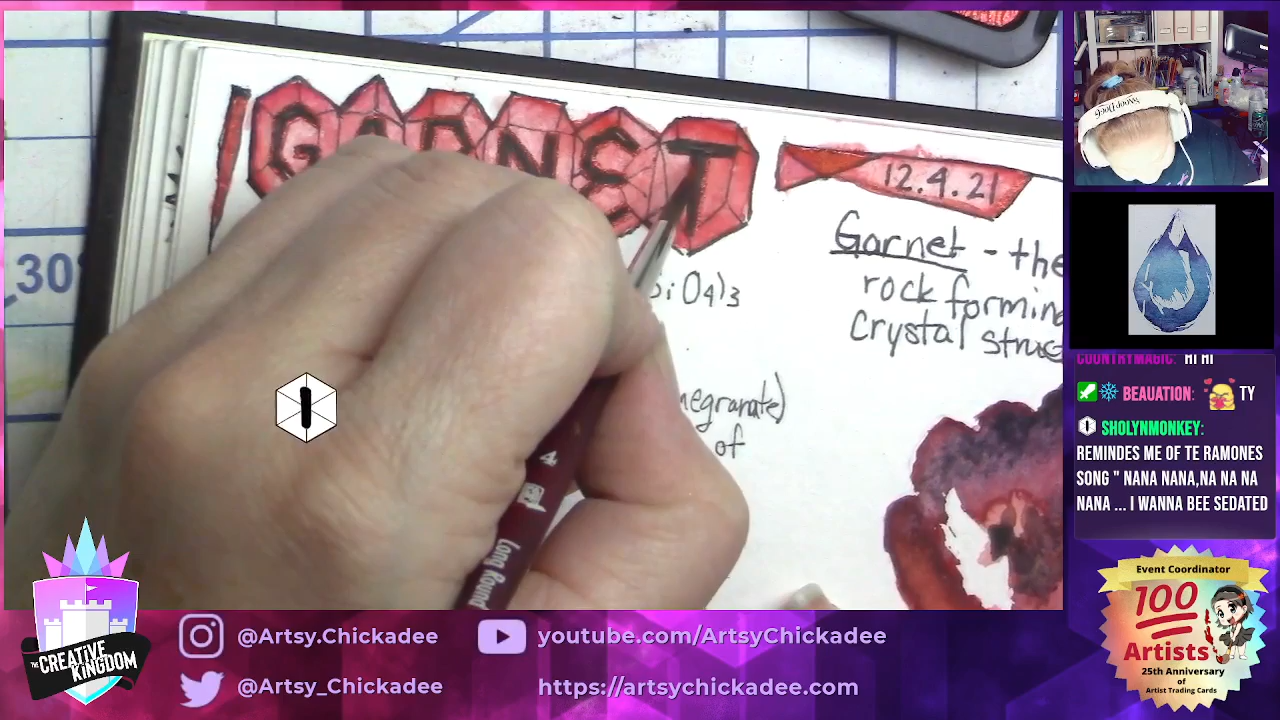 GARNET
12.4.21
Garnet - the
rock forming
Crystal struc
O4)3
negranate)
of
30°
4
Long Round
COUNTRYMAGIC: HI HI
BEAUATION: TY
SHOLYNMONKEY:
REMINDES ME OF TE RAMONES
SONG " NANA NANA,NA NA NA
NANA ... I WANNA BEE SEDATED
THE CREATIVE
KINGDOM
@Artsy.Chickadee
youtube.com/ArtsyChickadee
@Artsy_Chickadee
https://artsychickadee.com
Event Coordinator
100
Artists
25th Anniversary
of
Artist Trading Cards